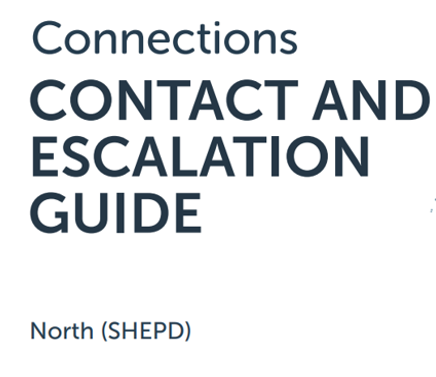 Connections
CONTACT AND
ESCALATION
GUIDE
North (SHEPD)